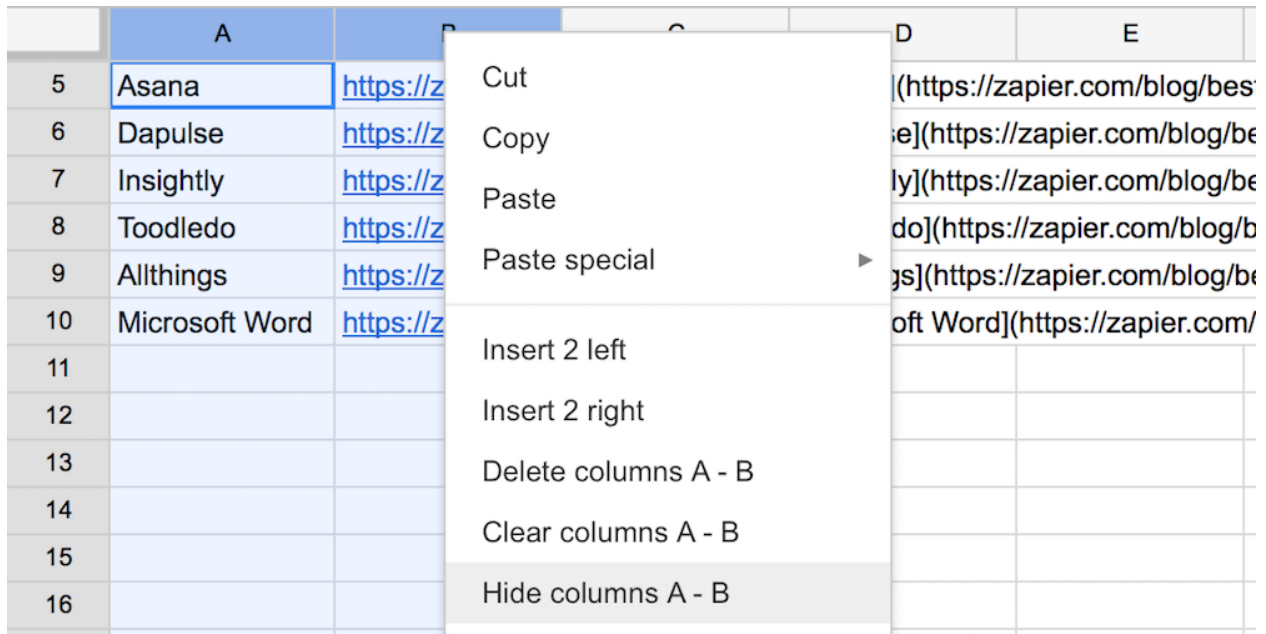 A B C D E
5 Asana https://z ](https://zapier.com/blog/bes
6 Dapulse https://z se](https://zapier.com/blog/be
7 Insightly https://z ly](https://zapier.com/blog/be
8 Toodledo https://z do](https://zapier.com/blog/b
9 Allthings https://z gs](https://zapier.com/blog/be
10 Microsoft Word https://z oft Word](https://zapier.com/
11
12
13
14
15
16
Cut
Copy
Paste
Paste special ►
Insert 2 left
Insert 2 right
Delete columns A - B
Clear columns A - B
Hide columns A - B